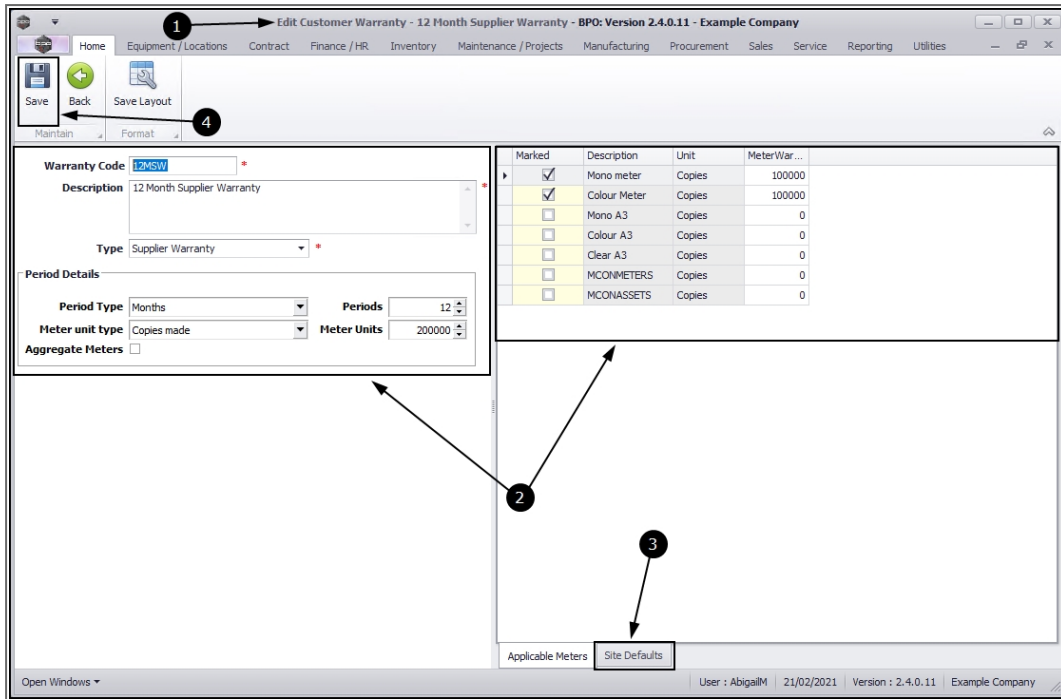 1
Edit Customer Warranty - 12 Month Supplier Warranty - BPO: Version 2.4.0.11 - Example Company
Home Equipment / Locations Contract Finance / HR Inventory Maintenance / Projects Manufacturing Procurement Sales Service Reporting Utilities
Save Back Save Layout
4
Maintain Format
Warranty Code 12MSW *
Description 12 Month Supplier Warranty *
Type Supplier Warranty *
Period Details
Period Type Months Periods 12
Meter unit type Copies made Meter Units 200000
Aggregate Meters
Marked Description Unit MeterWar...
Mono meter Copies 100000
Colour Meter Copies 100000
Mono A3 Copies 0
Colour A3 Copies 0
Clear A3 Copies 0
MCONMETERS Copies 0
MCONASSETS Copies 0
2
3
Applicable Meters Site Defaults
Open Windows User : AbigailM 21/02/2021 Version : 2.4.0.11 Example Company